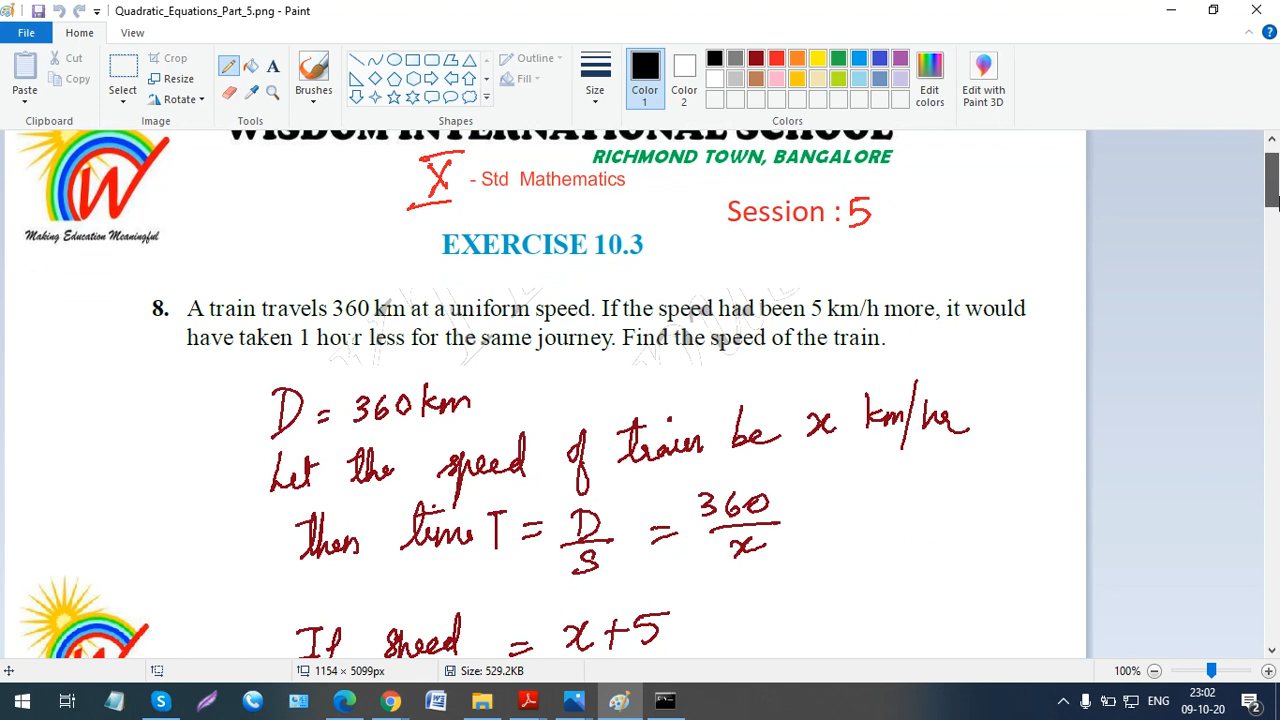 Quadratic_Equations_Part_5.png - Paint
File Home View
Paste Cut Copy Clipboard
Select Crop Resize Rotate Image
Tools
Brushes
Outline Fill Shapes
Size
Color 1 Color 2 Edit colors Colors
Edit with Paint 3D
WISDOM INTERNATIONAL SCHOOL
RICHMOND TOWN, BANGALORE
X - Std Mathematics
Session : 5
Making Education Meaningful
EXERCISE 10.3
8. A train travels 360 km at a uniform speed. If the speed had been 5 km/h more, it would
have taken 1 hour less for the same journey. Find the speed of the train.
D = 360 km
Let the speed of train be x km/hr
then time T = D/S = 360/x
If speed = x+5
1154 × 5099px Size: 529.2KB 100%
ENG 23:02
09-10-20 2